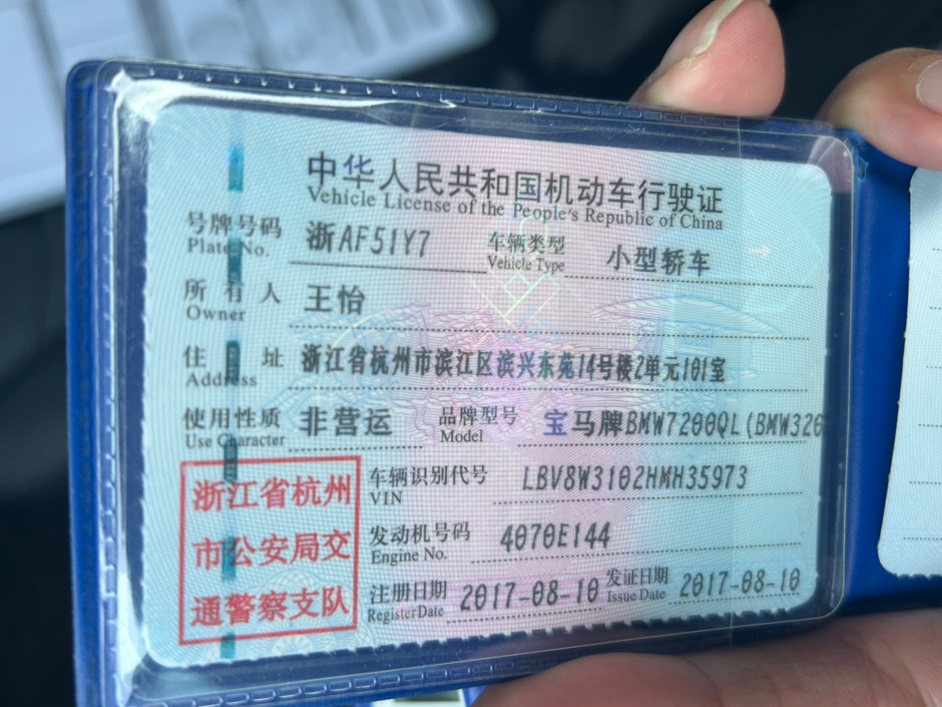 中华人民共和国机动车行驶证
Vehicle License of the People's Republic of China
号牌号码 浙AF51Y7 车辆类型 小型轿车
Plate No. Vehicle Type
所有人 王怡
Owner
住址 浙江省杭州市滨江区滨兴东苑14号楼2单元101室
Address
使用性质 非营运 品牌型号 宝马牌BMW7200QL(BMW320
Use Character Model
浙江省杭州
市公安局交
通警察支队
车辆识别代号 LBV8W3102HMH35973
VIN
发动机号码 4070E144
Engine No.
注册日期 2017-08-10 发证日期 2017-08-10
Register Date Issue Date